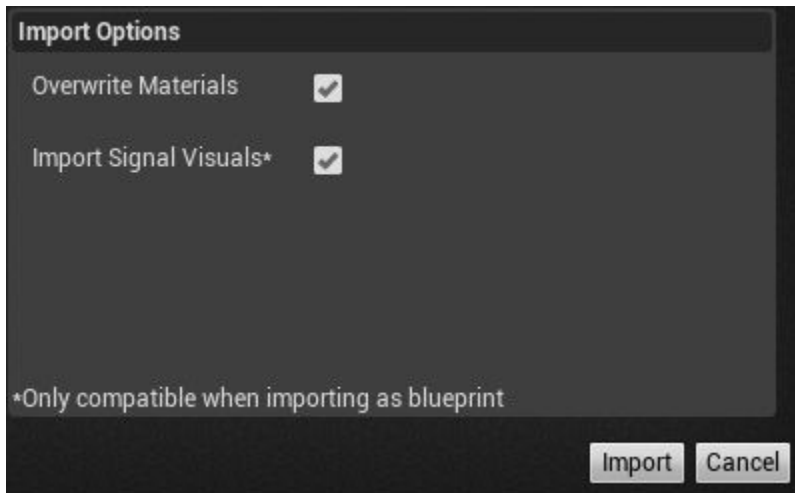 Import Options
Overwrite Materials
Import Signal Visuals*
*Only compatible when importing as blueprint
Import Cancel